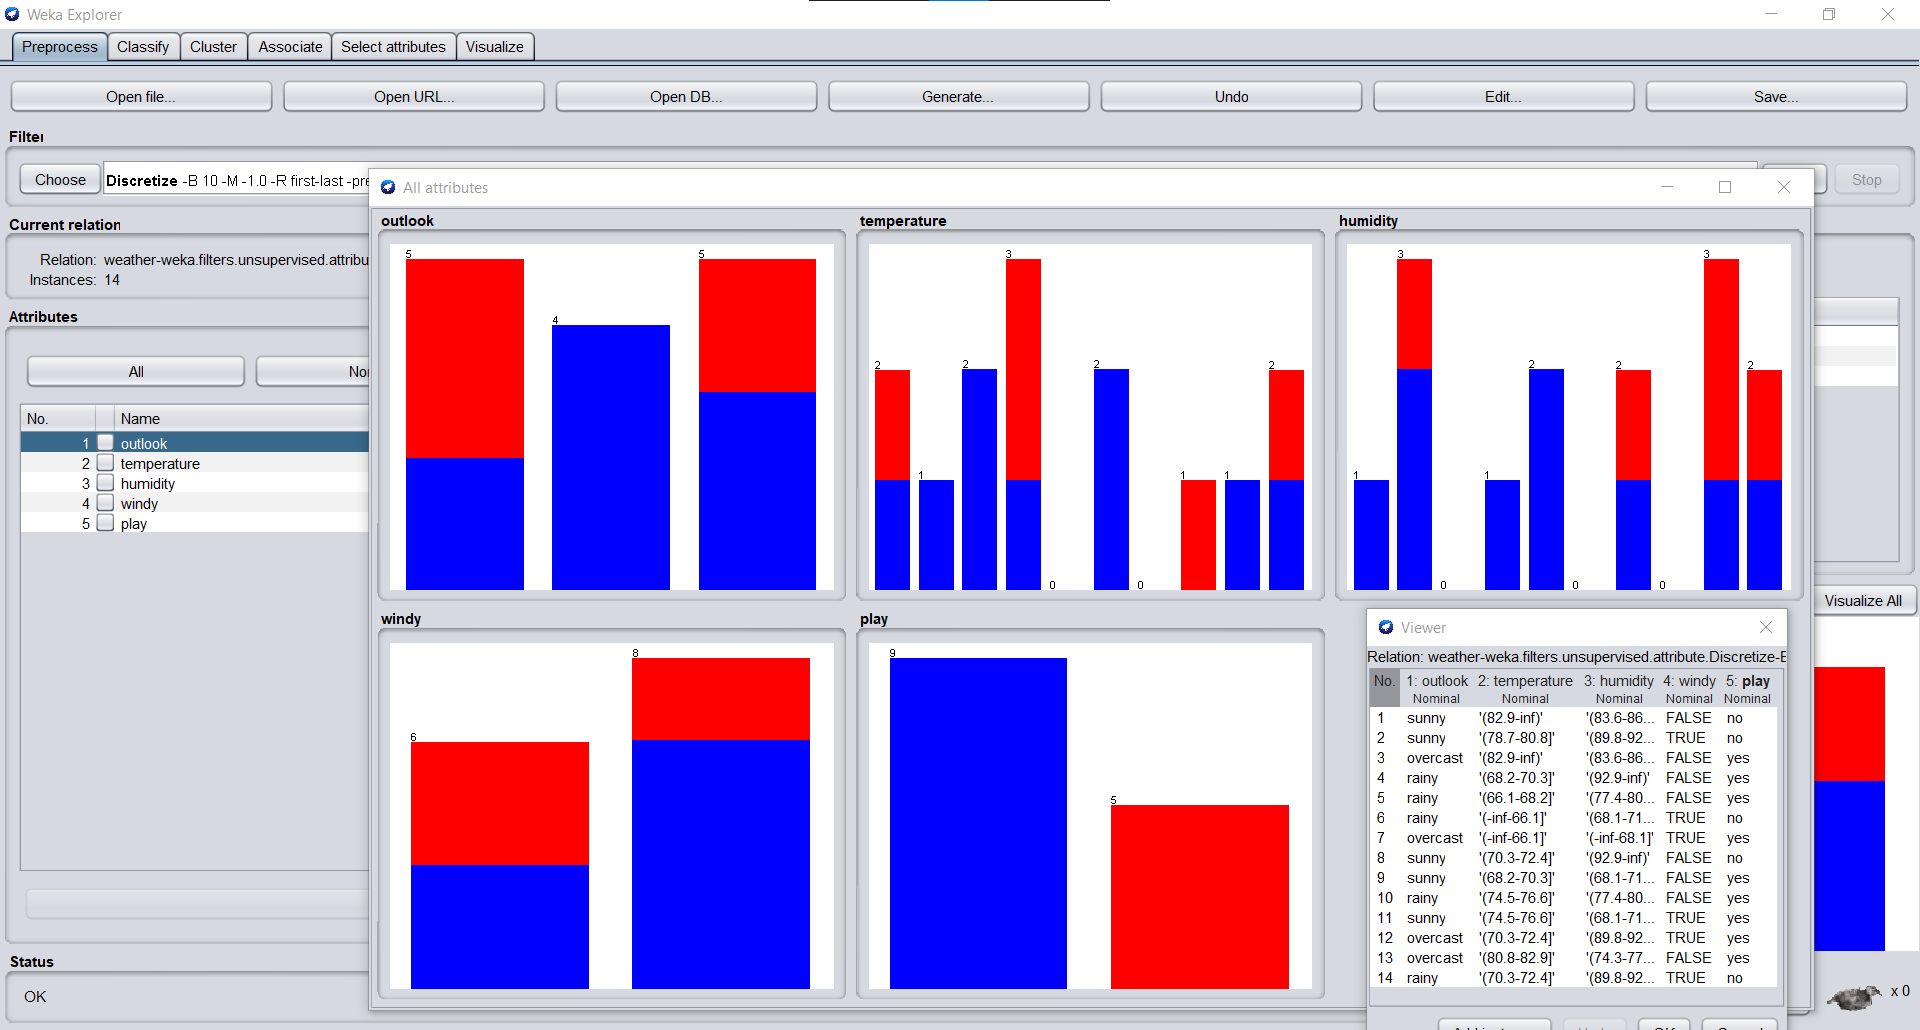 Weka Explorer
Preprocess Classify Cluster Associate Select attributes Visualize
Open file... Open URL... Open DB... Generate... Undo Edit... Save...
Filter
Choose Discretize -B 10 -M -1.0 -R first-last -pre Stop
All attributes
Current relation
Relation: weather-weka.filters.unsupervised.attribu
Instances: 14
Attributes
All No
No. Name
1 outlook
2 temperature
3 humidity
4 windy
5 play
Status
OK
outlook
5 4 5
temperature
2 1 2 3 0 2 0 1 1 2
humidity
1 3 0 1 2 0 2 0 3 2
windy
6 8
play
9 5
Visualize All
Viewer
Relation: weather-weka.filters.unsupervised.attribute.Discretize-B
No. 1: outlook 2: temperature 3: humidity 4: windy 5: play
Nominal Nominal Nominal Nominal Nominal
1 sunny '(82.9-inf)' '(83.6-86... FALSE no
2 sunny '(78.7-80.8]' '(89.8-92... TRUE no
3 overcast '(82.9-inf)' '(83.6-86... FALSE yes
4 rainy '(68.2-70.3]' '(92.9-inf)' FALSE yes
5 rainy '(66.1-68.2]' '(77.4-80... FALSE yes
6 rainy '(-inf-66.1]' '(68.1-71... TRUE no
7 overcast '(-inf-66.1]' '(-inf-68.1]' TRUE yes
8 sunny '(70.3-72.4]' '(92.9-inf)' FALSE no
9 sunny '(68.2-70.3]' '(68.1-71... FALSE yes
10 rainy '(74.5-76.6]' '(77.4-80... FALSE yes
11 sunny '(74.5-76.6]' '(68.1-71... TRUE yes
12 overcast '(70.3-72.4]' '(89.8-92... TRUE yes
13 overcast '(80.8-82.9]' '(74.3-77... FALSE yes
14 rainy '(70.3-72.4]' '(89.8-92... TRUE no
x 0